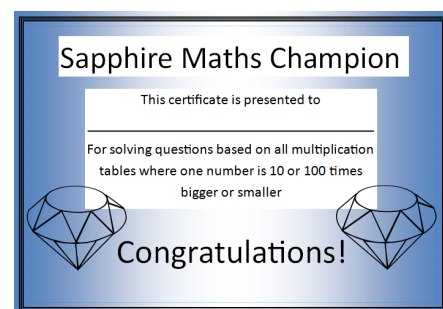 Sapphire Maths Champion
This certificate is presented to
For solving questions based on all multiplication
tables where one number is 10 or 100 times
bigger or smaller
Congratulations!